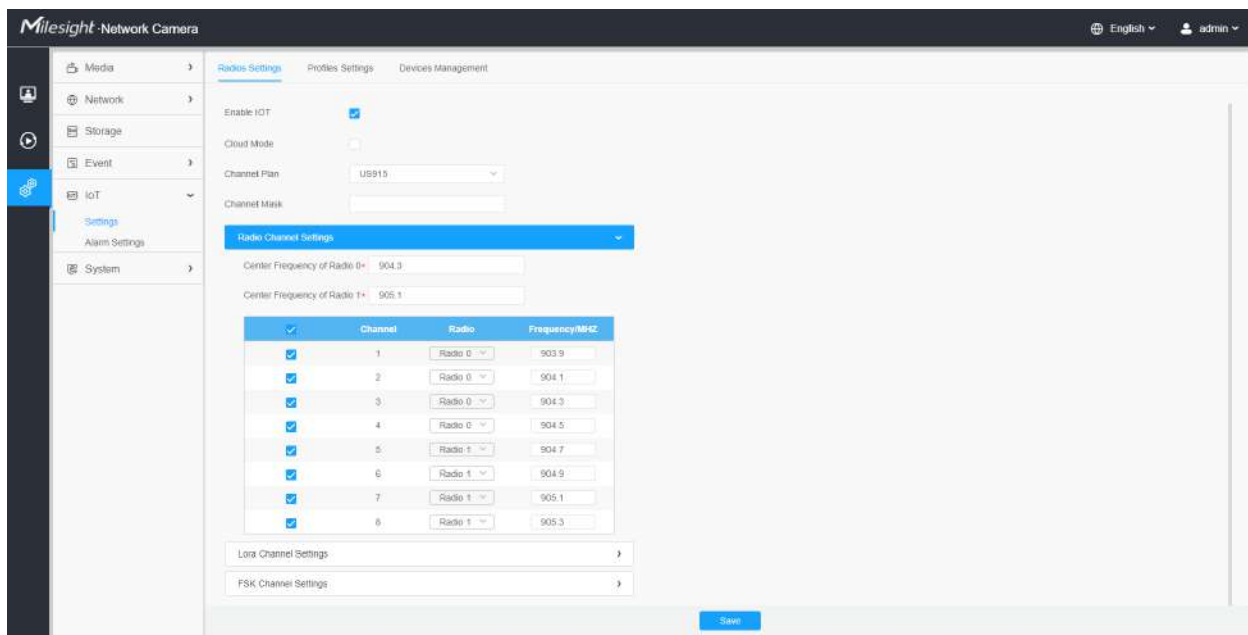 Milesight ·Network Camera
English
admin
Media
Network
Storage
Event
IoT
Settings
Alarm Settings
System
Radios Settings Profiles Settings Devices Management
Enable IOT
Cloud Mode
Channel Plan US915
Channel Mask
Radio Channel Settings
Center Frequency of Radio 0* 904.3
Center Frequency of Radio 1* 905.1
Channel Radio Frequency/MHZ
1 Radio 0 903.9
2 Radio 0 904.1
3 Radio 0 904.3
4 Radio 0 904.5
5 Radio 1 904.7
6 Radio 1 904.9
7 Radio 1 905.1
8 Radio 1 905.3
Lora Channel Settings
FSK Channel Settings
Save